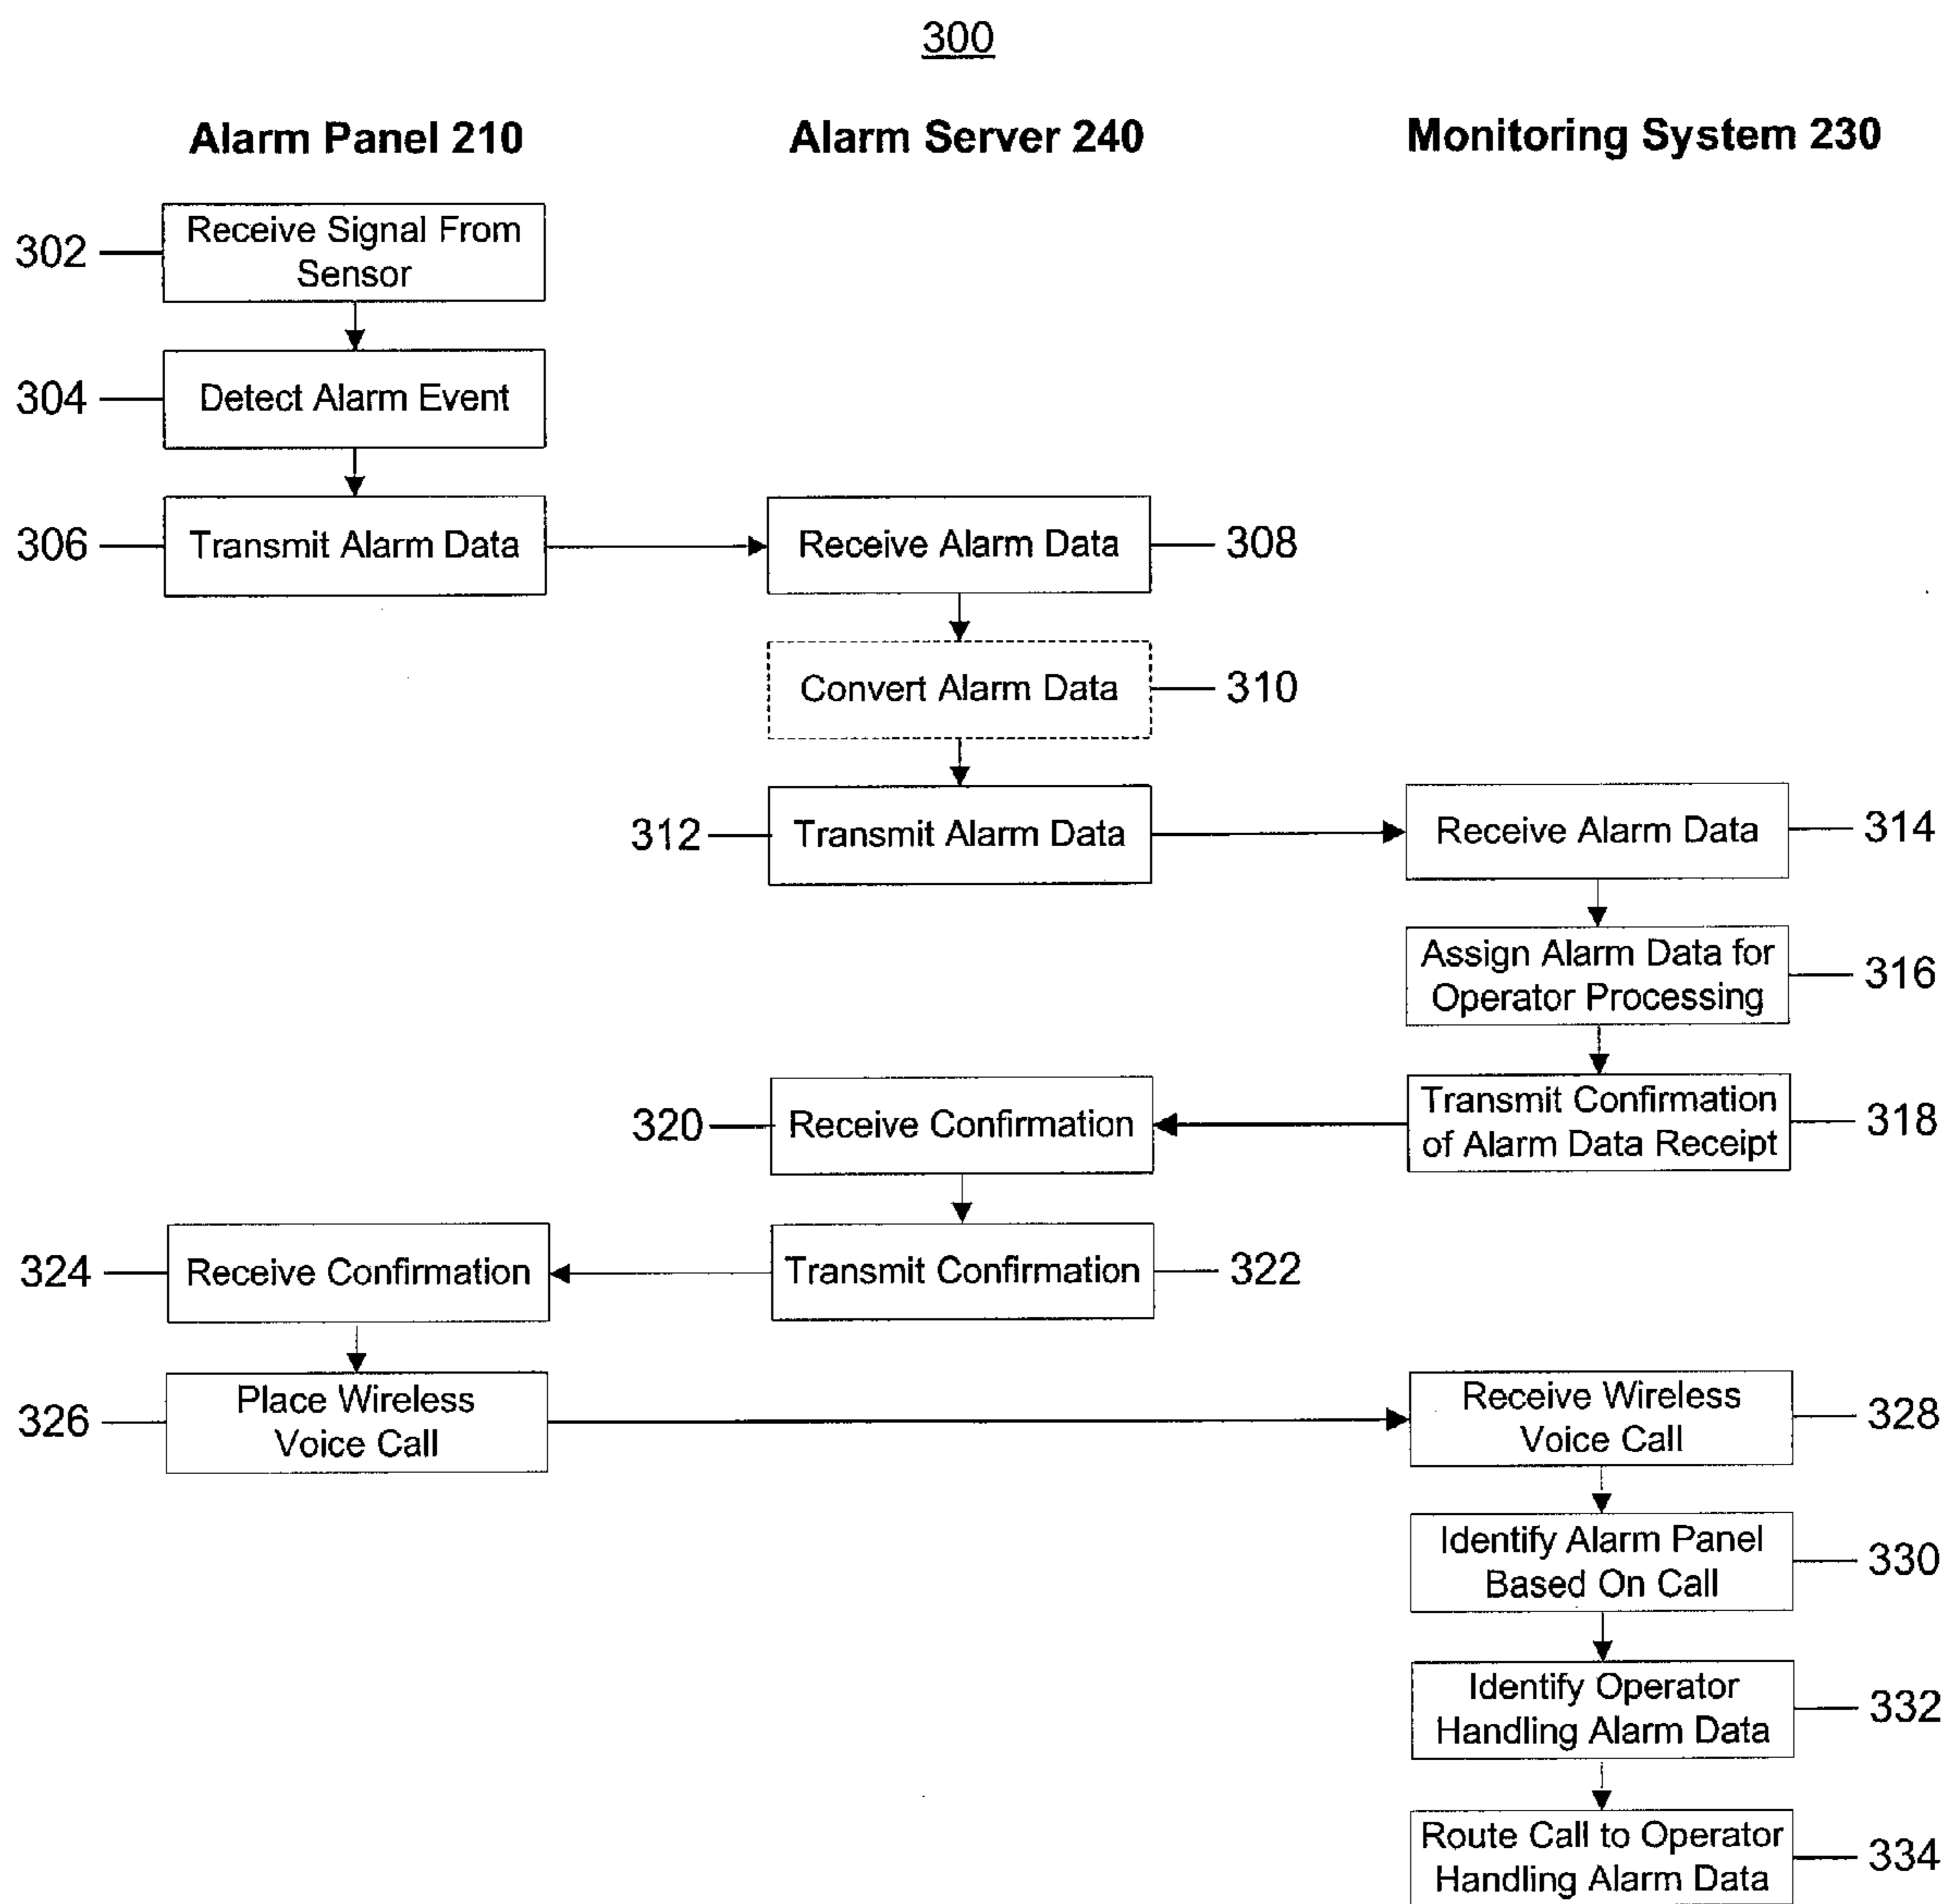 300
Alarm Panel 210
Alarm Server 240
Monitoring System 230
302
Receive Signal From
Sensor
304
Detect Alarm Event
306
Transmit Alarm Data
Receive Alarm Data
308
Convert Alarm Data
310
312
Transmit Alarm Data
Receive Alarm Data
314
Assign Alarm Data for
Operator Processing
316
320
Receive Confirmation
Transmit Confirmation
of Alarm Data Receipt
318
324
Receive Confirmation
Transmit Confirmation
322
326
Place Wireless
Voice Call
Receive Wireless
Voice Call
328
Identify Alarm Panel
Based On Call
330
Identify Operator
Handling Alarm Data
332
Route Call to Operator
Handling Alarm Data
334